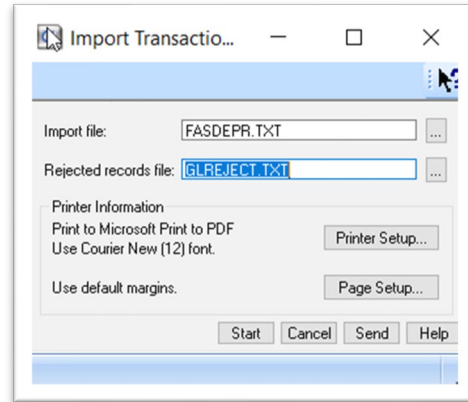 Import Transactio...
Import file:
FASDEPR.TXT
...
Rejected records file:
GLREJECT.TXT
...
Printer Information
Print to Microsoft Print to PDF
Use Courier New (12) font.
Printer Setup...
Use default margins.
Page Setup...
Start
Cancel
Send
Help